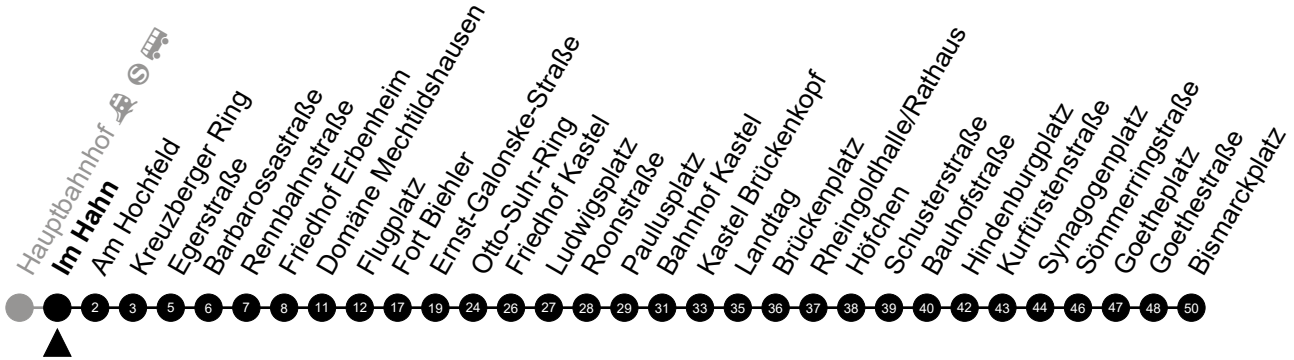 Hauptbahnhof S
Im Hahn
Am Hochfeld
Kreuzberger Ring
Egerstraße
Barbarossastraße
Rennbahnstraße
Friedhof Erbenheim
Domäne Mechtildshausen
Flugplatz
Fort Biehler
Ernst-Galonske-Straße
Otto-Suhr-Ring
Friedhof Kastel
Ludwigsplatz
Roonstraße
Paulusplatz
Bahnhof Kastel
Kastel Brückenkopf
Landtag
Brückenplatz
Rheingoldhalle/Rathaus
Höfchen
Schusterstraße
Bauhofstraße
Hindenburgplatz
Kurfürstenstraße
Synagogenplatz
Sömmerringstraße
Goetheplatz
Goethestraße
Bismarckplatz
2 3 5 6 7 8 11 12 17 19 24 26 27 28 29 31 33 35 36 37 38 39 40 42 43 44 46 47 48 50